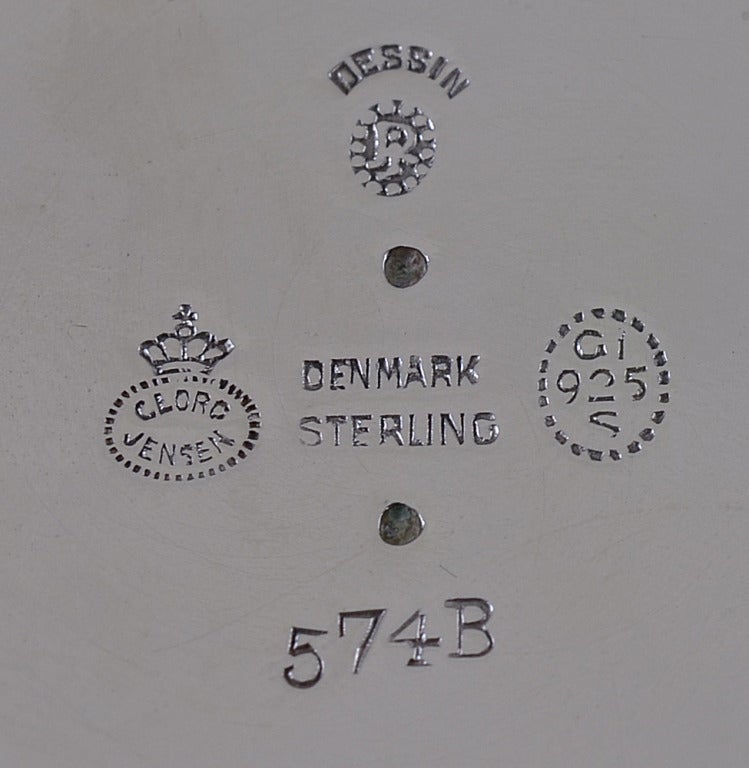 DESSIN
R
GEORG
JENSEN
DENMARK
STERLING
GI
925
S
574B